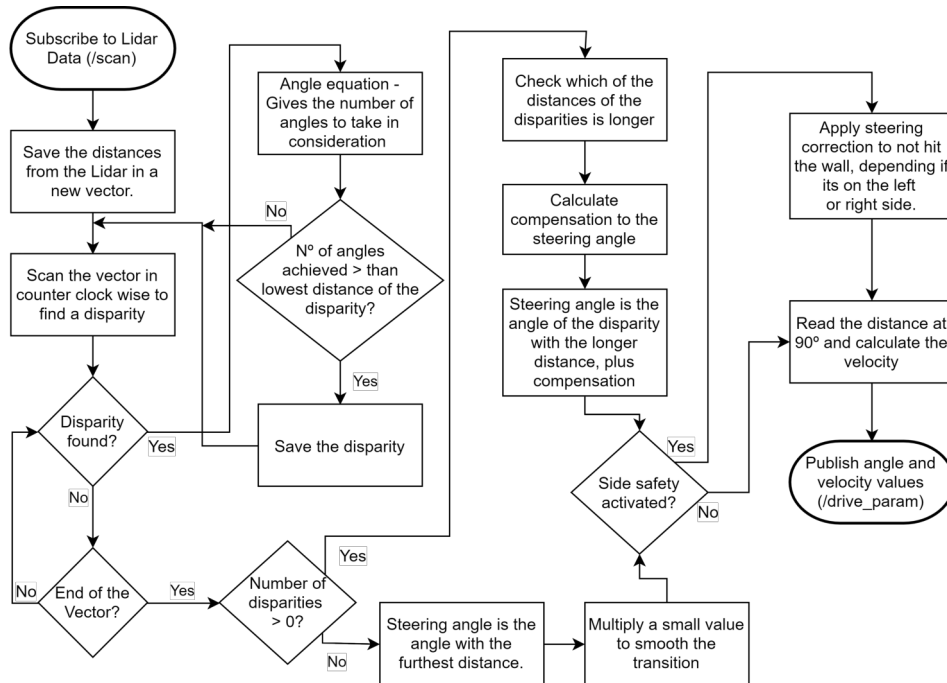 Subscribe to Lidar
Data (/scan)
Save the distances
from the Lidar in a
new vector.
Scan the vector in
counter clock wise to
find a disparity
Disparity
found?
Yes
No
End of the
Vector?
No
Yes
Angle equation -
Gives the number of
angles to take in
consideration
No
Nº of angles
achieved > than
lowest distance of the
disparity?
Yes
Save the disparity
Number of
disparities
> 0?
Yes
No
Steering angle is the
angle with the
furthest distance.
Multiply a small value
to smooth the
transition
Check which of the
distances of the
disparities is longer
Calculate
compensation to the
steering angle
Steering angle is the
angle of the disparity
with the longer
distance, plus
compensation
Side safety
activated?
Yes
No
Apply steering
correction to not hit
the wall, depending if
its on the left
or right side.
Read the distance at
90º and calculate the
velocity
Publish angle and
velocity values
(/drive_param)